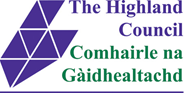 The Highland
Council
Comhairle na
Gàidhealtachd